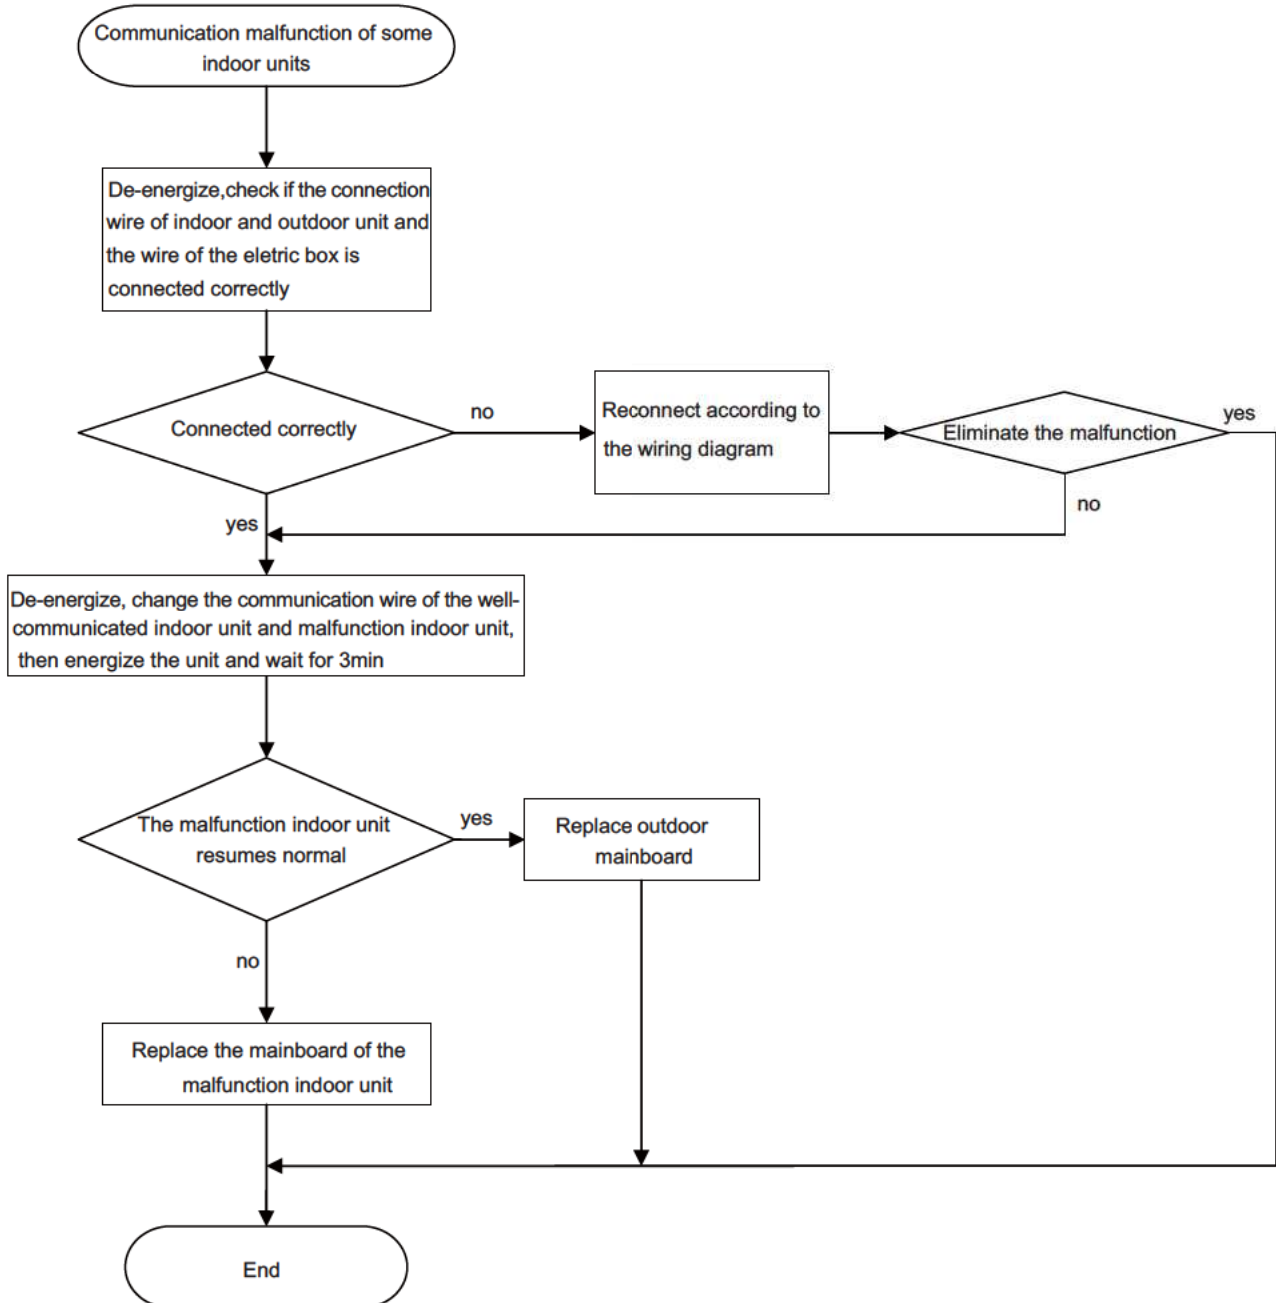 Communication malfunction of some
indoor units
De-energize,check if the connection
wire of indoor and outdoor unit and
the wire of the eletric box is
connected correctly
Connected correctly
no
Reconnect according to
the wiring diagram
Eliminate the malfunction
yes
no
yes
De-energize, change the communication wire of the well-
communicated indoor unit and malfunction indoor unit,
then energize the unit and wait for 3min
The malfunction indoor unit
resumes normal
yes
Replace outdoor
mainboard
no
Replace the mainboard of the
malfunction indoor unit
End